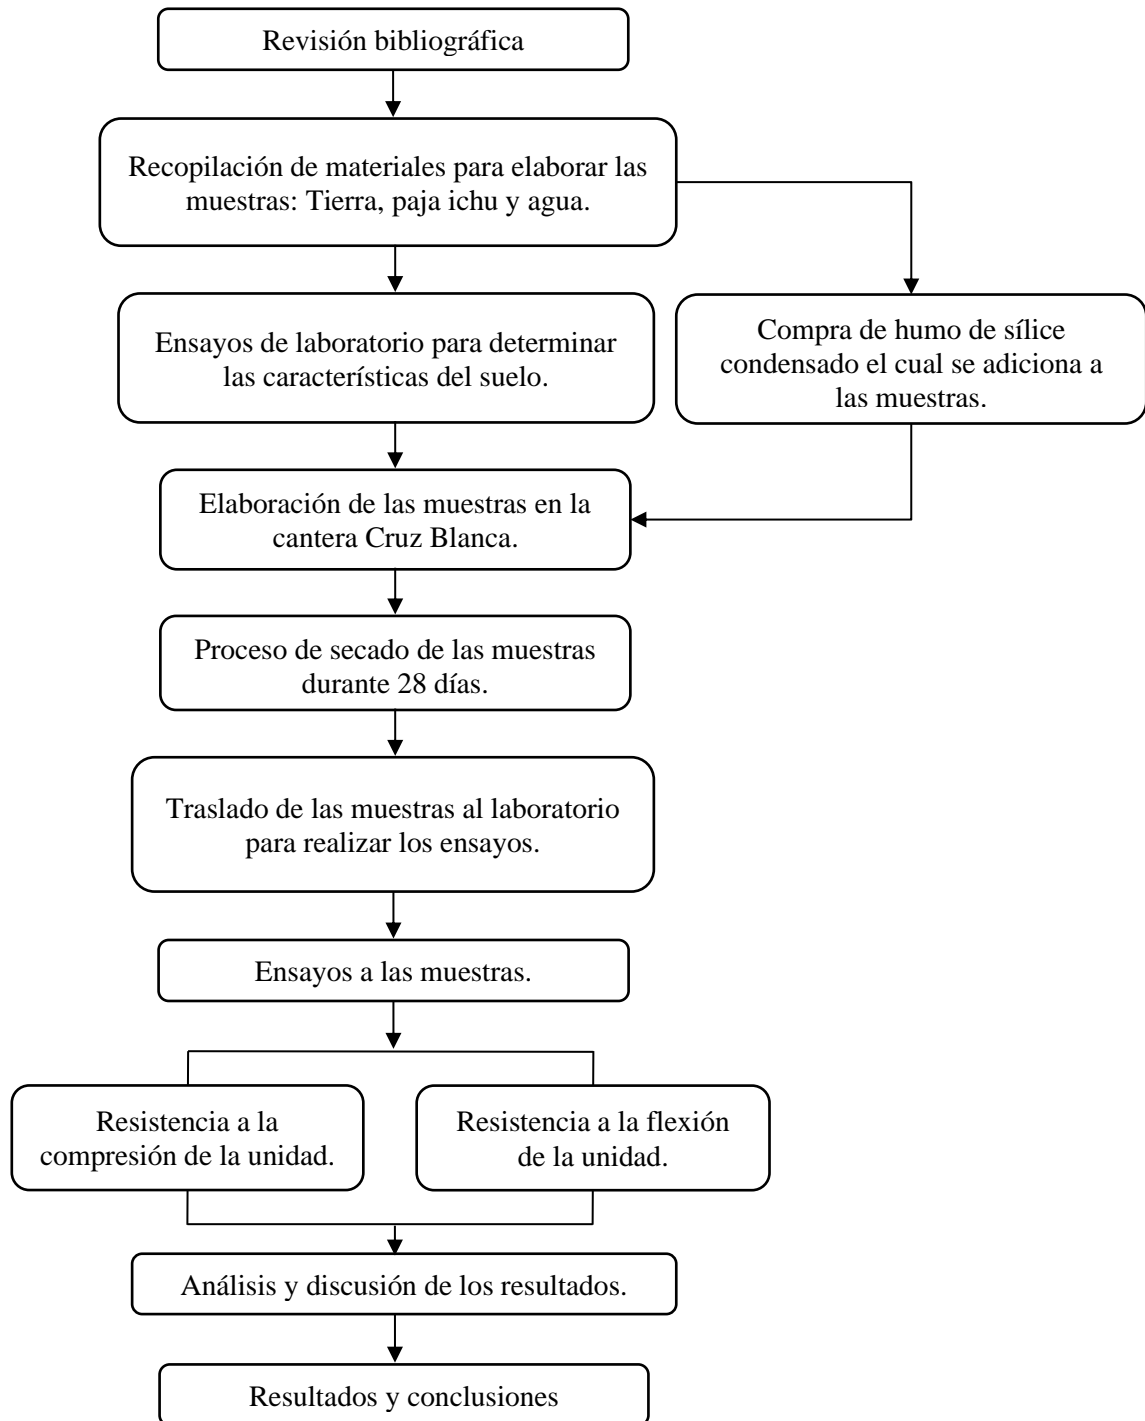 Revisión bibliográfica
Recopilación de materiales para elaborar las
muestras: Tierra, paja ichu y agua.
Ensayos de laboratorio para determinar
las características del suelo.
Compra de humo de sílice
condensado el cual se adiciona a
las muestras.
Elaboración de las muestras en la
cantera Cruz Blanca.
Proceso de secado de las muestras
durante 28 días.
Traslado de las muestras al laboratorio
para realizar los ensayos.
Ensayos a las muestras.
Resistencia a la
compresión de la unidad.
Resistencia a la flexión
de la unidad.
Análisis y discusión de los resultados.
Resultados y conclusiones